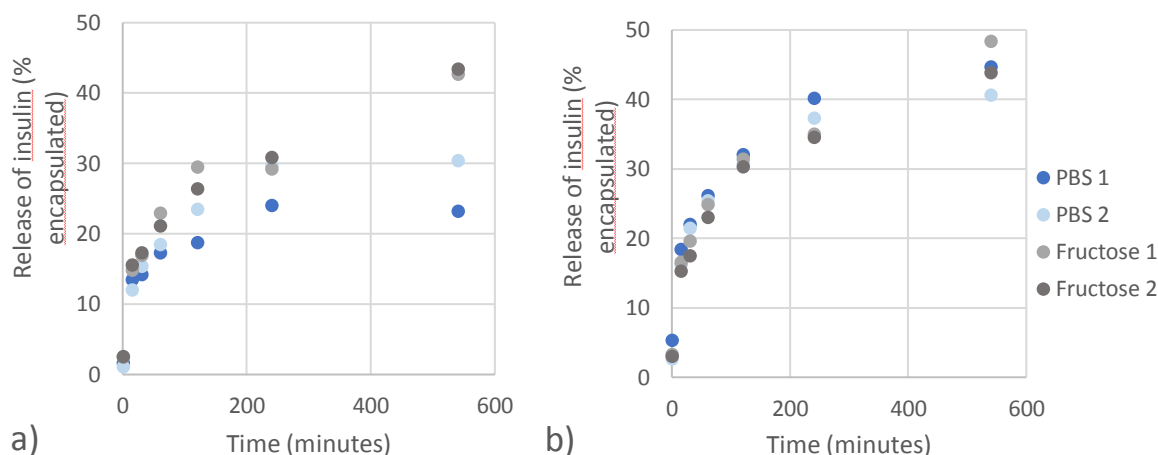 50
40
30
20
10
0
Release of insulin (%
encapsulated)
0 200 400 600
Time (minutes)
a)
50
40
30
20
10
0
Release of insulin (%
encapsulated)
0 200 400 600
Time (minutes)
b)
PBS 1
PBS 2
Fructose 1
Fructose 2